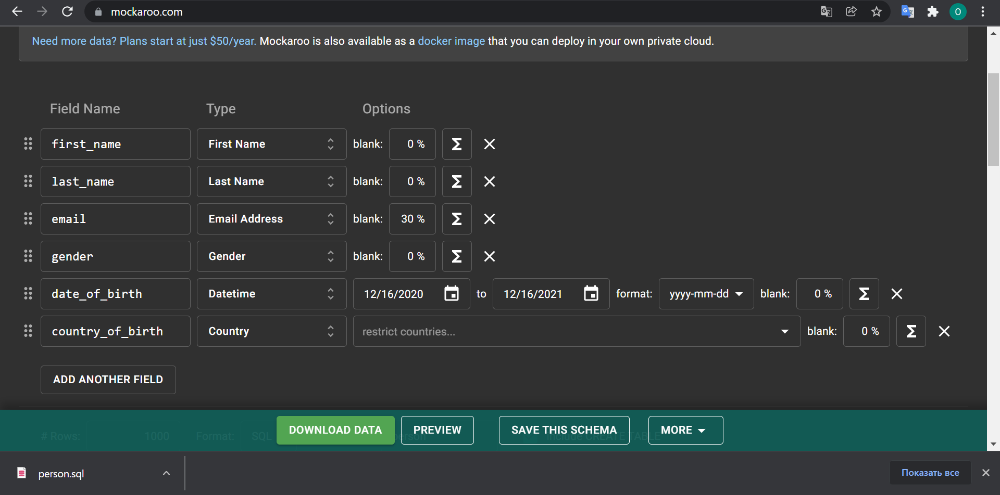 mockaroo.com
O
Need more data? Plans start at just $50/year. Mockaroo is also available as a docker image that you can deploy in your own private cloud.
Field Name Type Options
first_name First Name blank: 0 % Σ
last_name Last Name blank: 0 % Σ
email Email Address blank: 30 % Σ
gender Gender blank: 0 % Σ
date_of_birth Datetime 12/16/2020 to 12/16/2021 format: yyyy-mm-dd blank: 0 % Σ
country_of_birth Country restrict countries... blank: 0 % Σ
ADD ANOTHER FIELD
DOWNLOAD DATA PREVIEW SAVE THIS SCHEMA MORE
# Rows: 1000 Format: SQL person include CREATE TABLE
person.sql Показать все